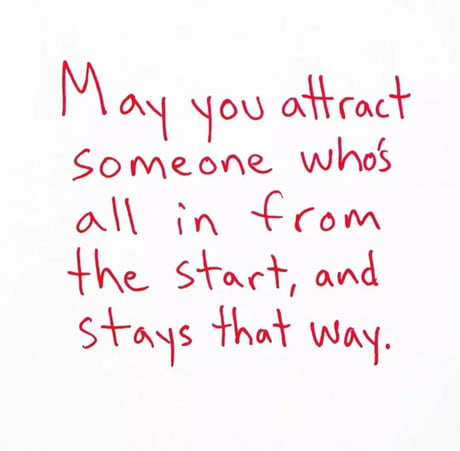 May you attract
someone who's
all in from
the start, and
stays that way.